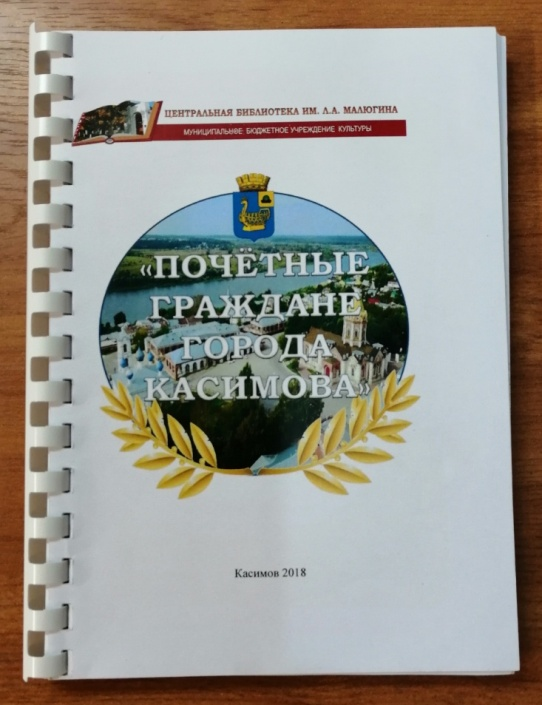 ЦЕНТРАЛЬНАЯ БИБЛИОТЕКА ИМ. Л.А. МАЛЮГИНА
МУНИЦИПАЛЬНОЕ БЮДЖЕТНОЕ УЧРЕЖДЕНИЕ КУЛЬТУРЫ
«ПОЧЁТНЫЕ
ГРАЖДАНЕ
ГОРОДА
КАСИМОВА»
Касимов 2018